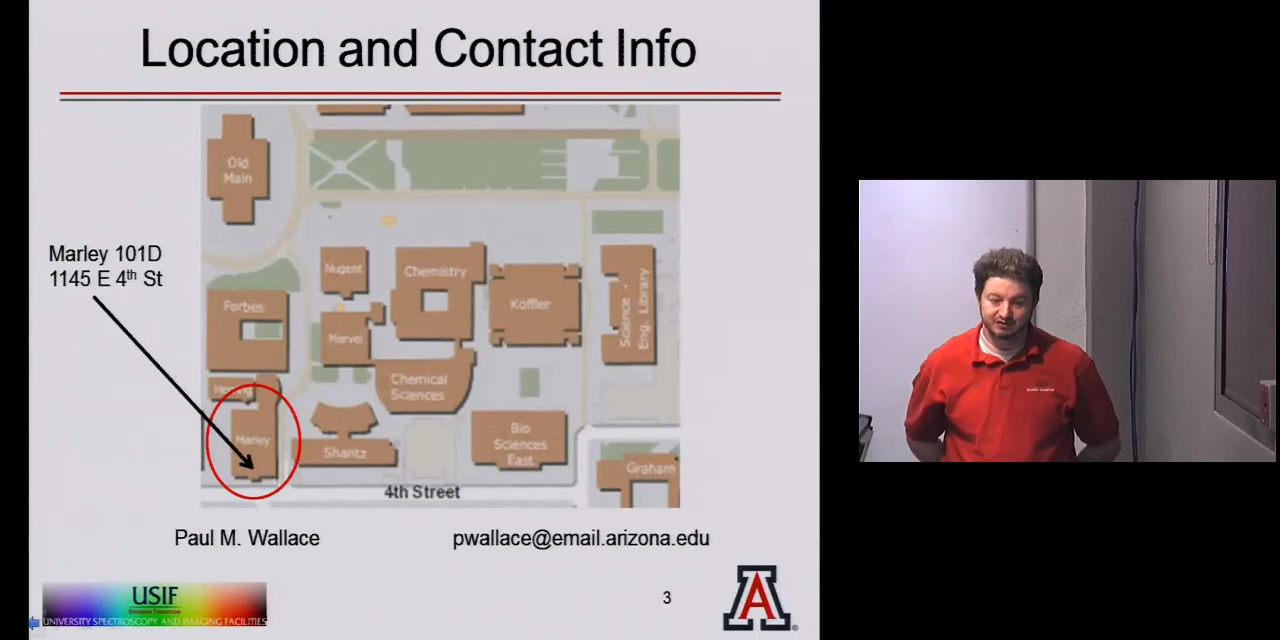 Location and Contact Info
Old
Main
Marley 101D
1145 E 4th St
Nugent
Chemistry
Koffler
Science -
Eng. Library
Forbes
Marvel
Chemical
Sciences
Marley
Shantz
Bio
Sciences
East
Graham
4th Street
Paul M. Wallace
pwallace@email.arizona.edu
USIF
UNIVERSITY SPECTROSCOPY AND IMAGING FACILITIES
3
A